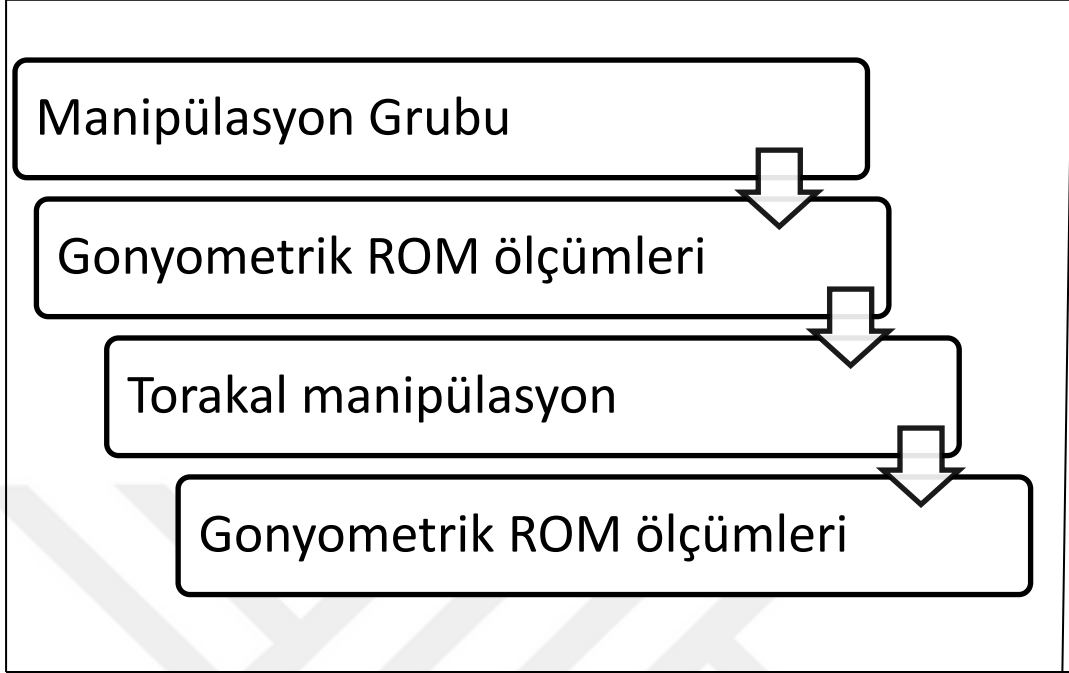 Manipülasyon Grubu
Gonyometrik ROM ölçümleri
Torakal manipülasyon
Gonyometrik ROM ölçümleri